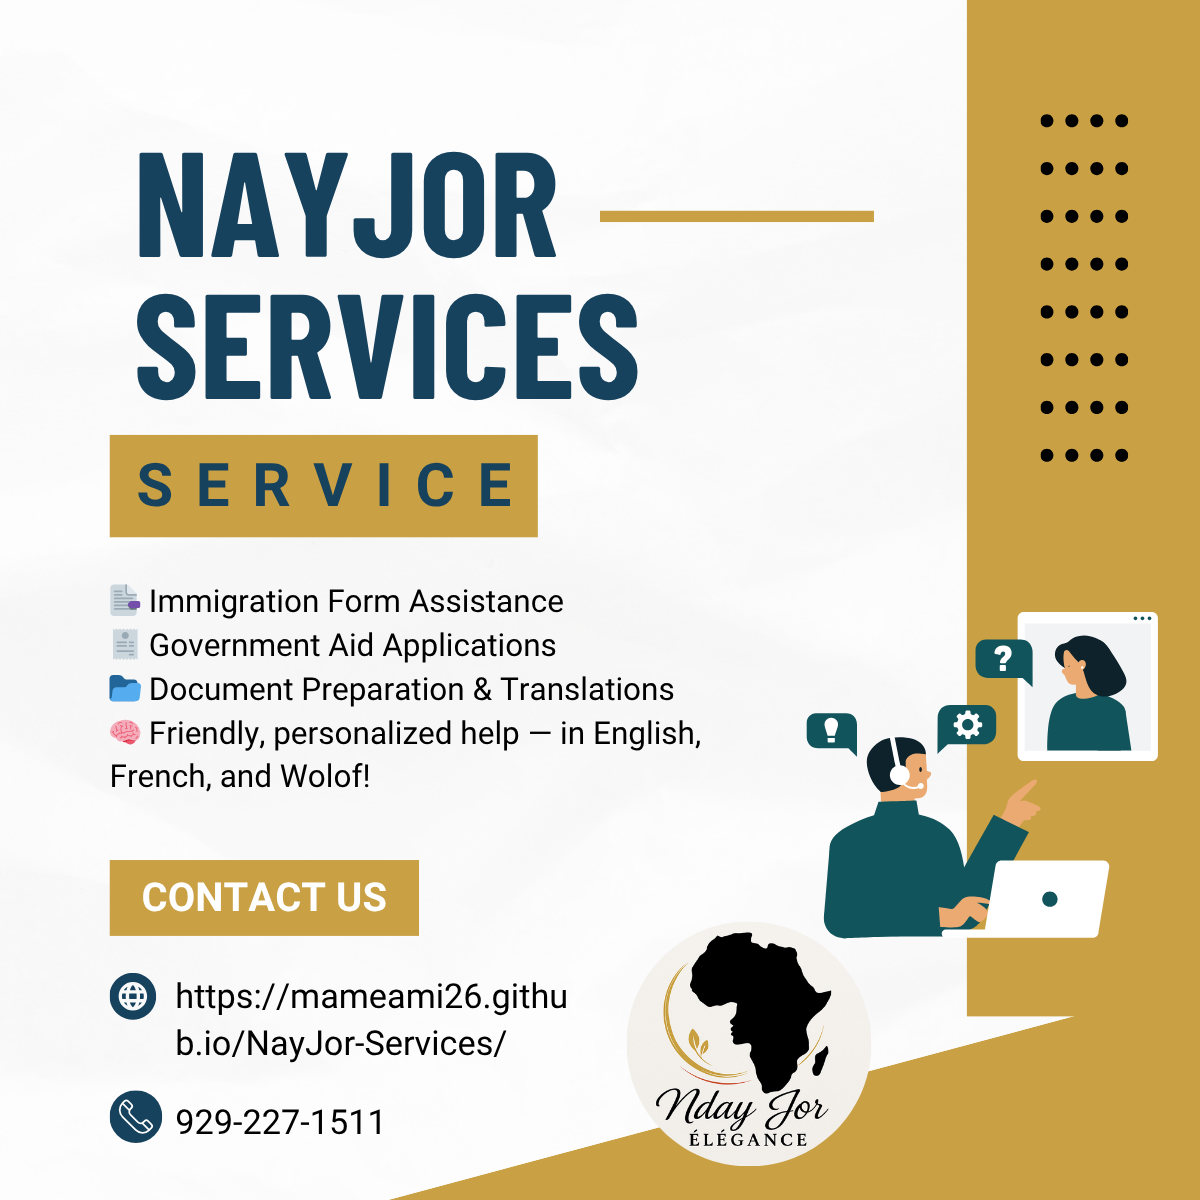 NAYJOR
SERVICES
SERVICE
📄 Immigration Form Assistance
🧾 Government Aid Applications
📂 Document Preparation & Translations
🧠 Friendly, personalized help — in English,
French, and Wolof!
CONTACT US
https://mameami26.githu
b.io/NayJor-Services/
929-227-1511
?
Nday Jor
ÉLÉGANCE